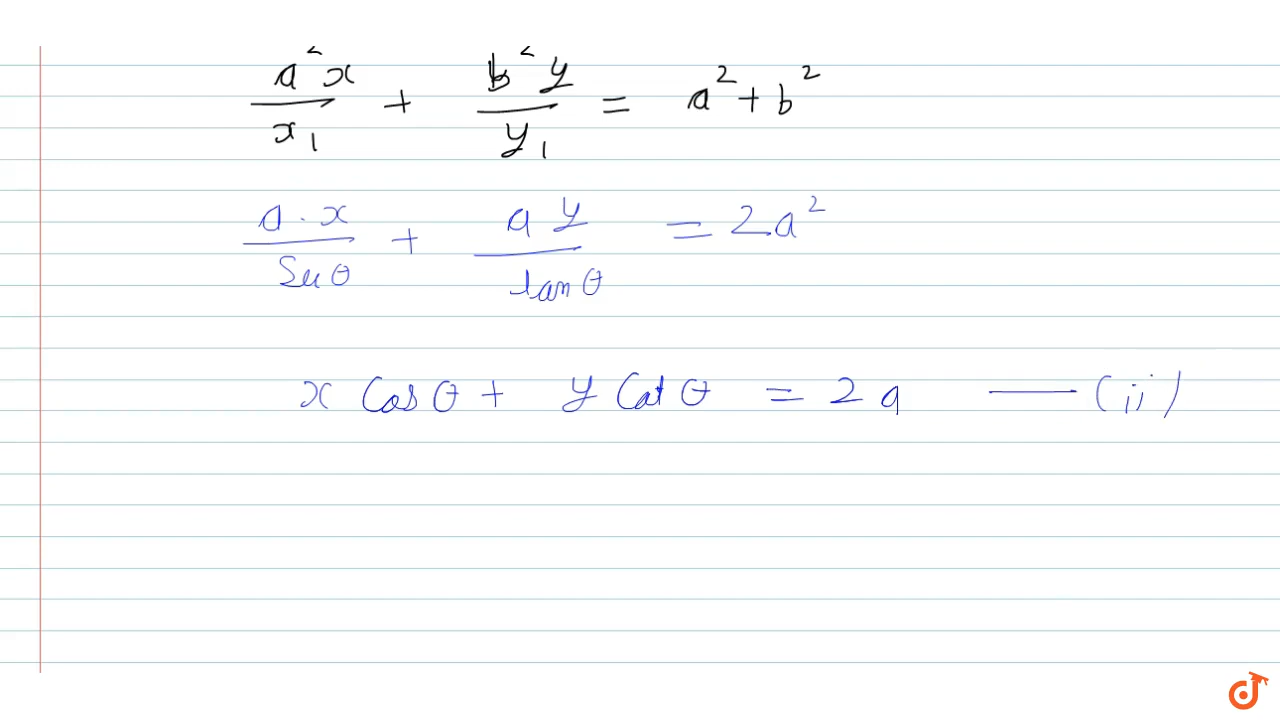 a²x/x₁ + b²y/y₁ = a² + b²
a·x/Secθ + a y/tanθ = 2a²
x Cosθ + y Cotθ = 2a —— (ii)